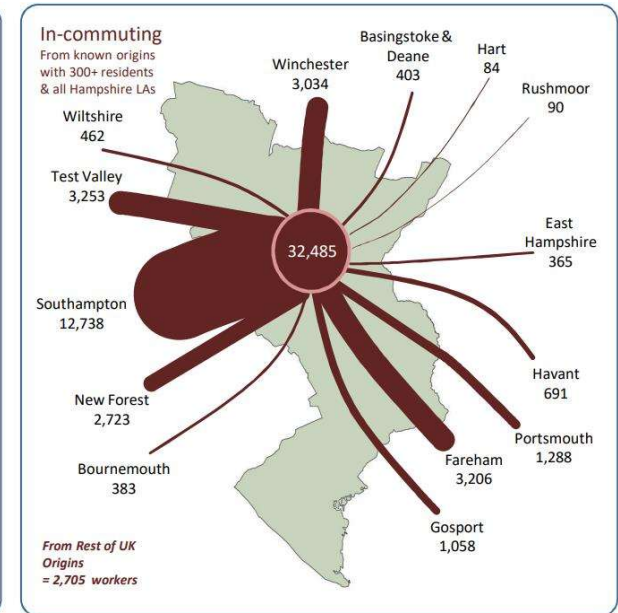 In-commuting
From known origins
with 300+ residents
& all Hampshire LAs
Winchester
3,034
Basingstoke &
Deane
403
Hart
84
Rushmoor
90
Wiltshire
462
Test Valley
3,253
32,485
East
Hampshire
365
Southampton
12,738
Havant
691
New Forest
2,723
Portsmouth
1,288
Fareham
3,206
Bournemouth
383
Gosport
1,058
From Rest of UK
Origins
= 2,705 workers